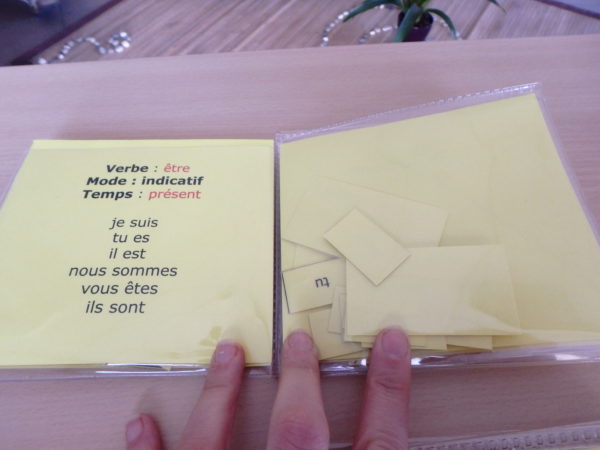 Verbe : être
Mode : indicatif
Temps : présent
je suis
tu es
il est
nous sommes
vous êtes
ils sont
tu